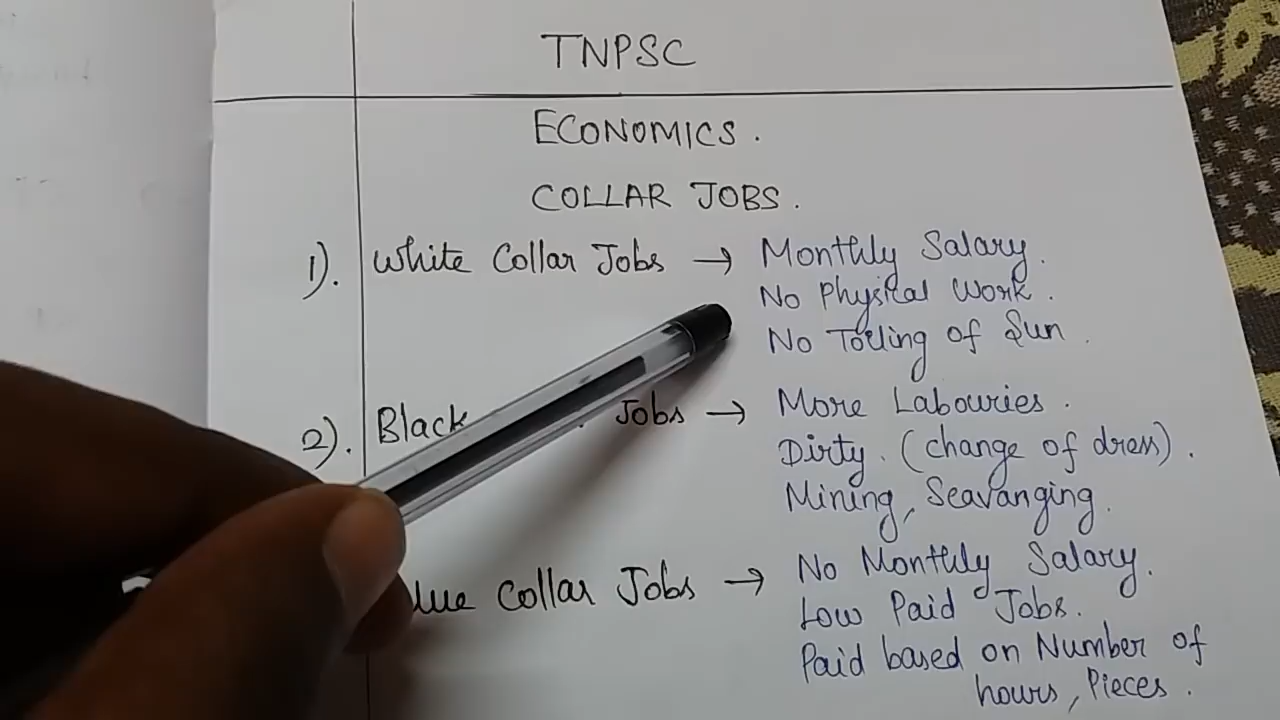 TNPSC
ECONOMICS.
COLLAR JOBS.
1). White Collar Jobs → Monthly Salary.
No Physical Work.
No Toiling of Sun.
2). Black Jobs → More Labouries.
Dirty. (change of dress).
Mining, Scavanging.
lue Collar Jobs → No Monthly Salary.
Low Paid Jobs.
Paid based on Number of
hours, Pieces.